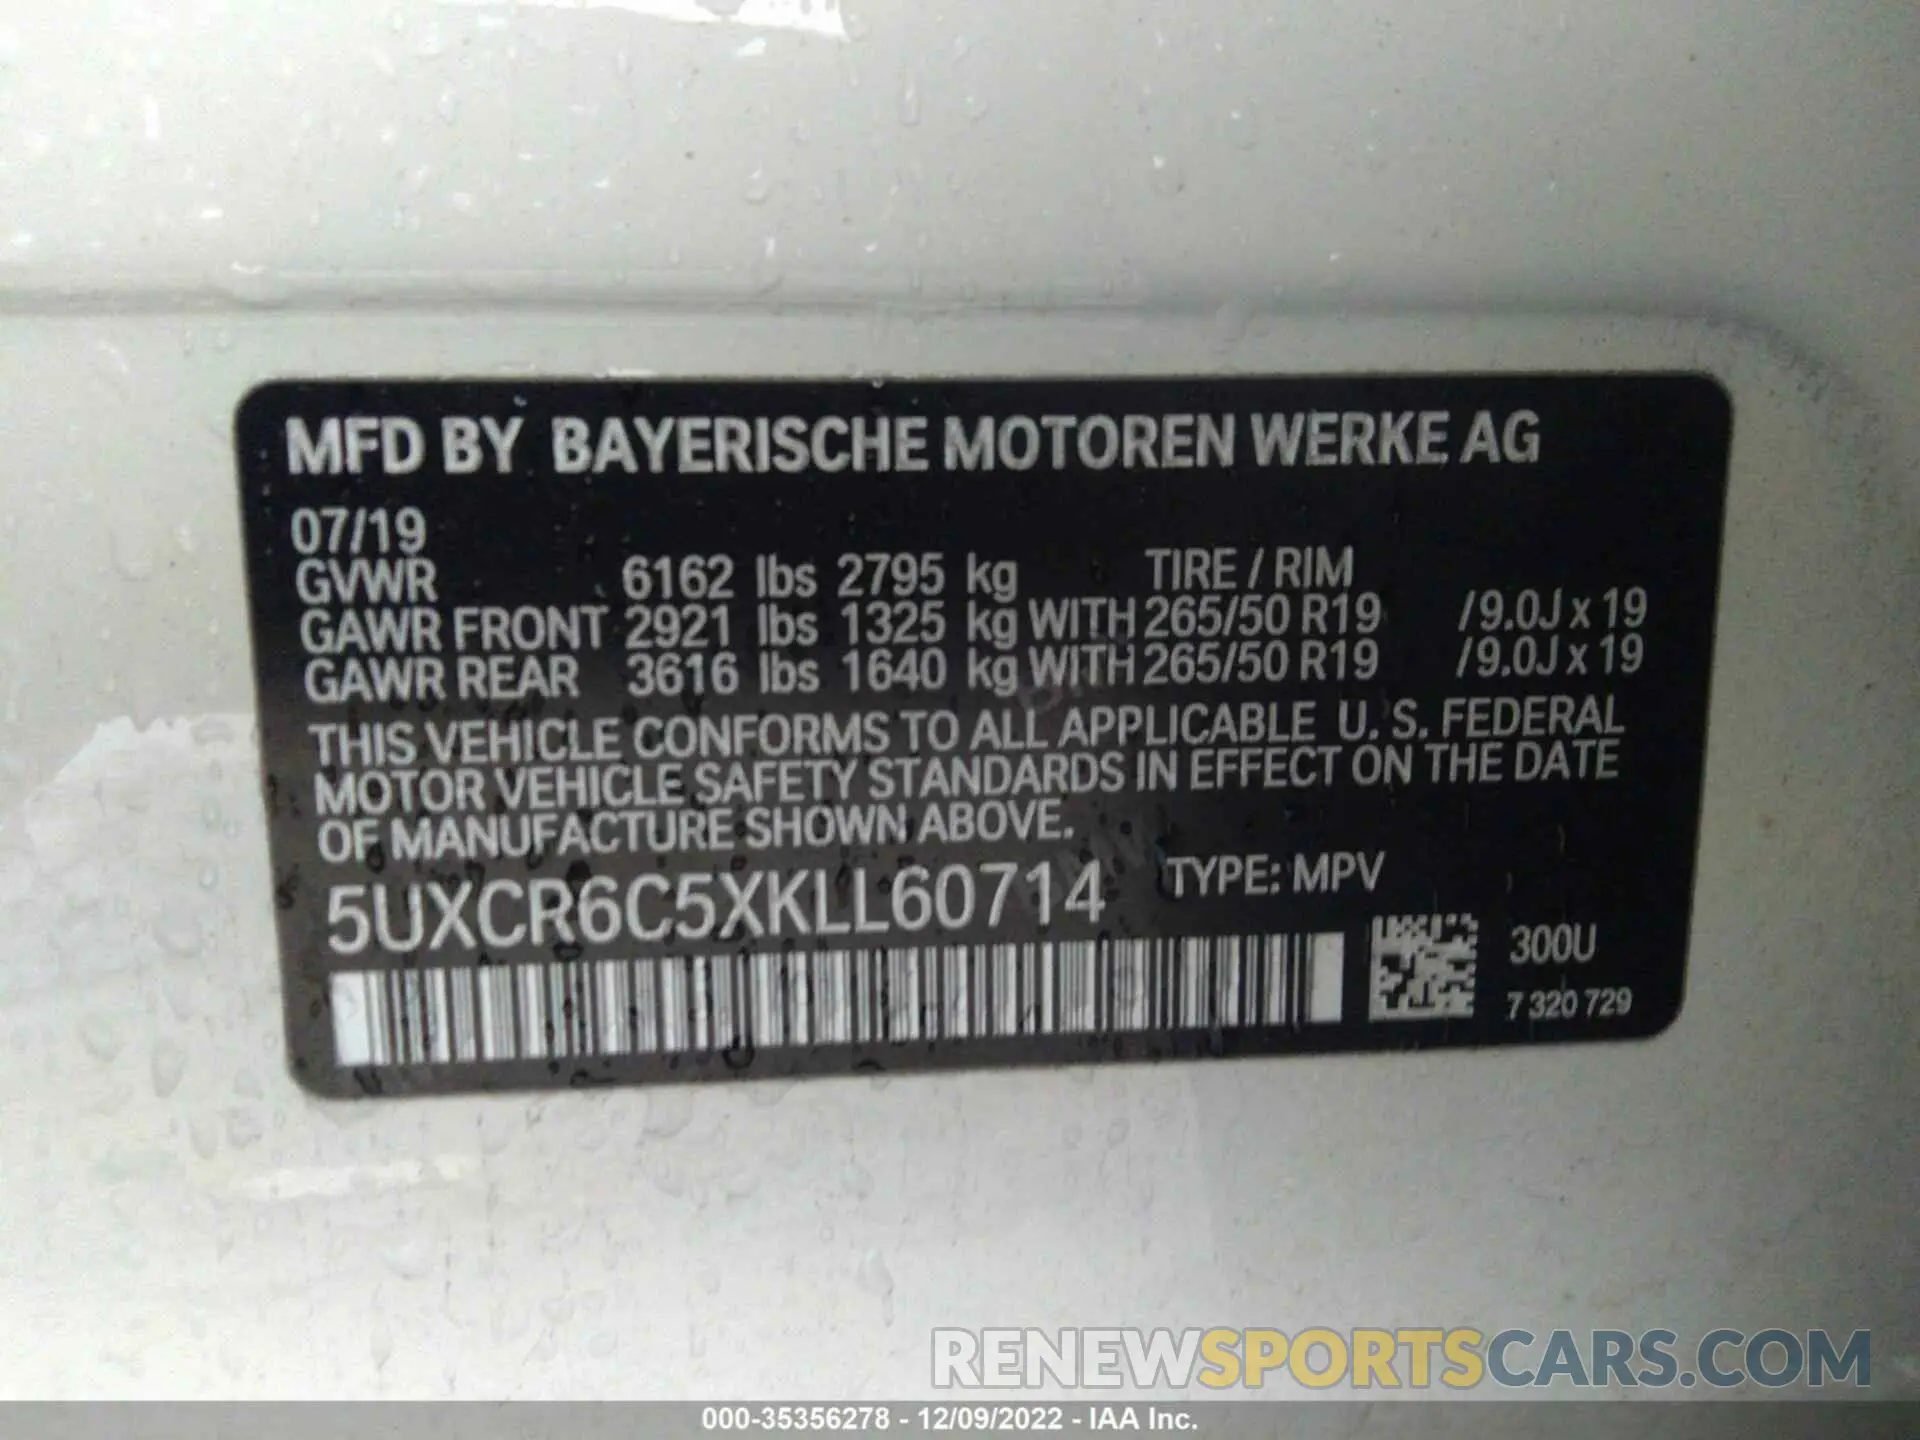 MFD BY BAYERISCHE MOTOREN WERKE AG
07/19
GVWR 6162 lbs 2795 kg TIRE / RIM
GAWR FRONT 2921 lbs 1325 kg WITH 265/50 R19 /9.0J x 19
GAWR REAR 3616 lbs 1640 kg WITH 265/50 R19 /9.0J x 19
THIS VEHICLE CONFORMS TO ALL APPLICABLE U. S. FEDERAL
MOTOR VEHICLE SAFETY STANDARDS IN EFFECT ON THE DATE
OF MANUFACTURE SHOWN ABOVE.
5UXCR6C5XKLL60714 TYPE: MPV
300U
7 320 729
RENEWSPORTSCARS.COM
000-35356278 - 12/09/2022 - IAA Inc.